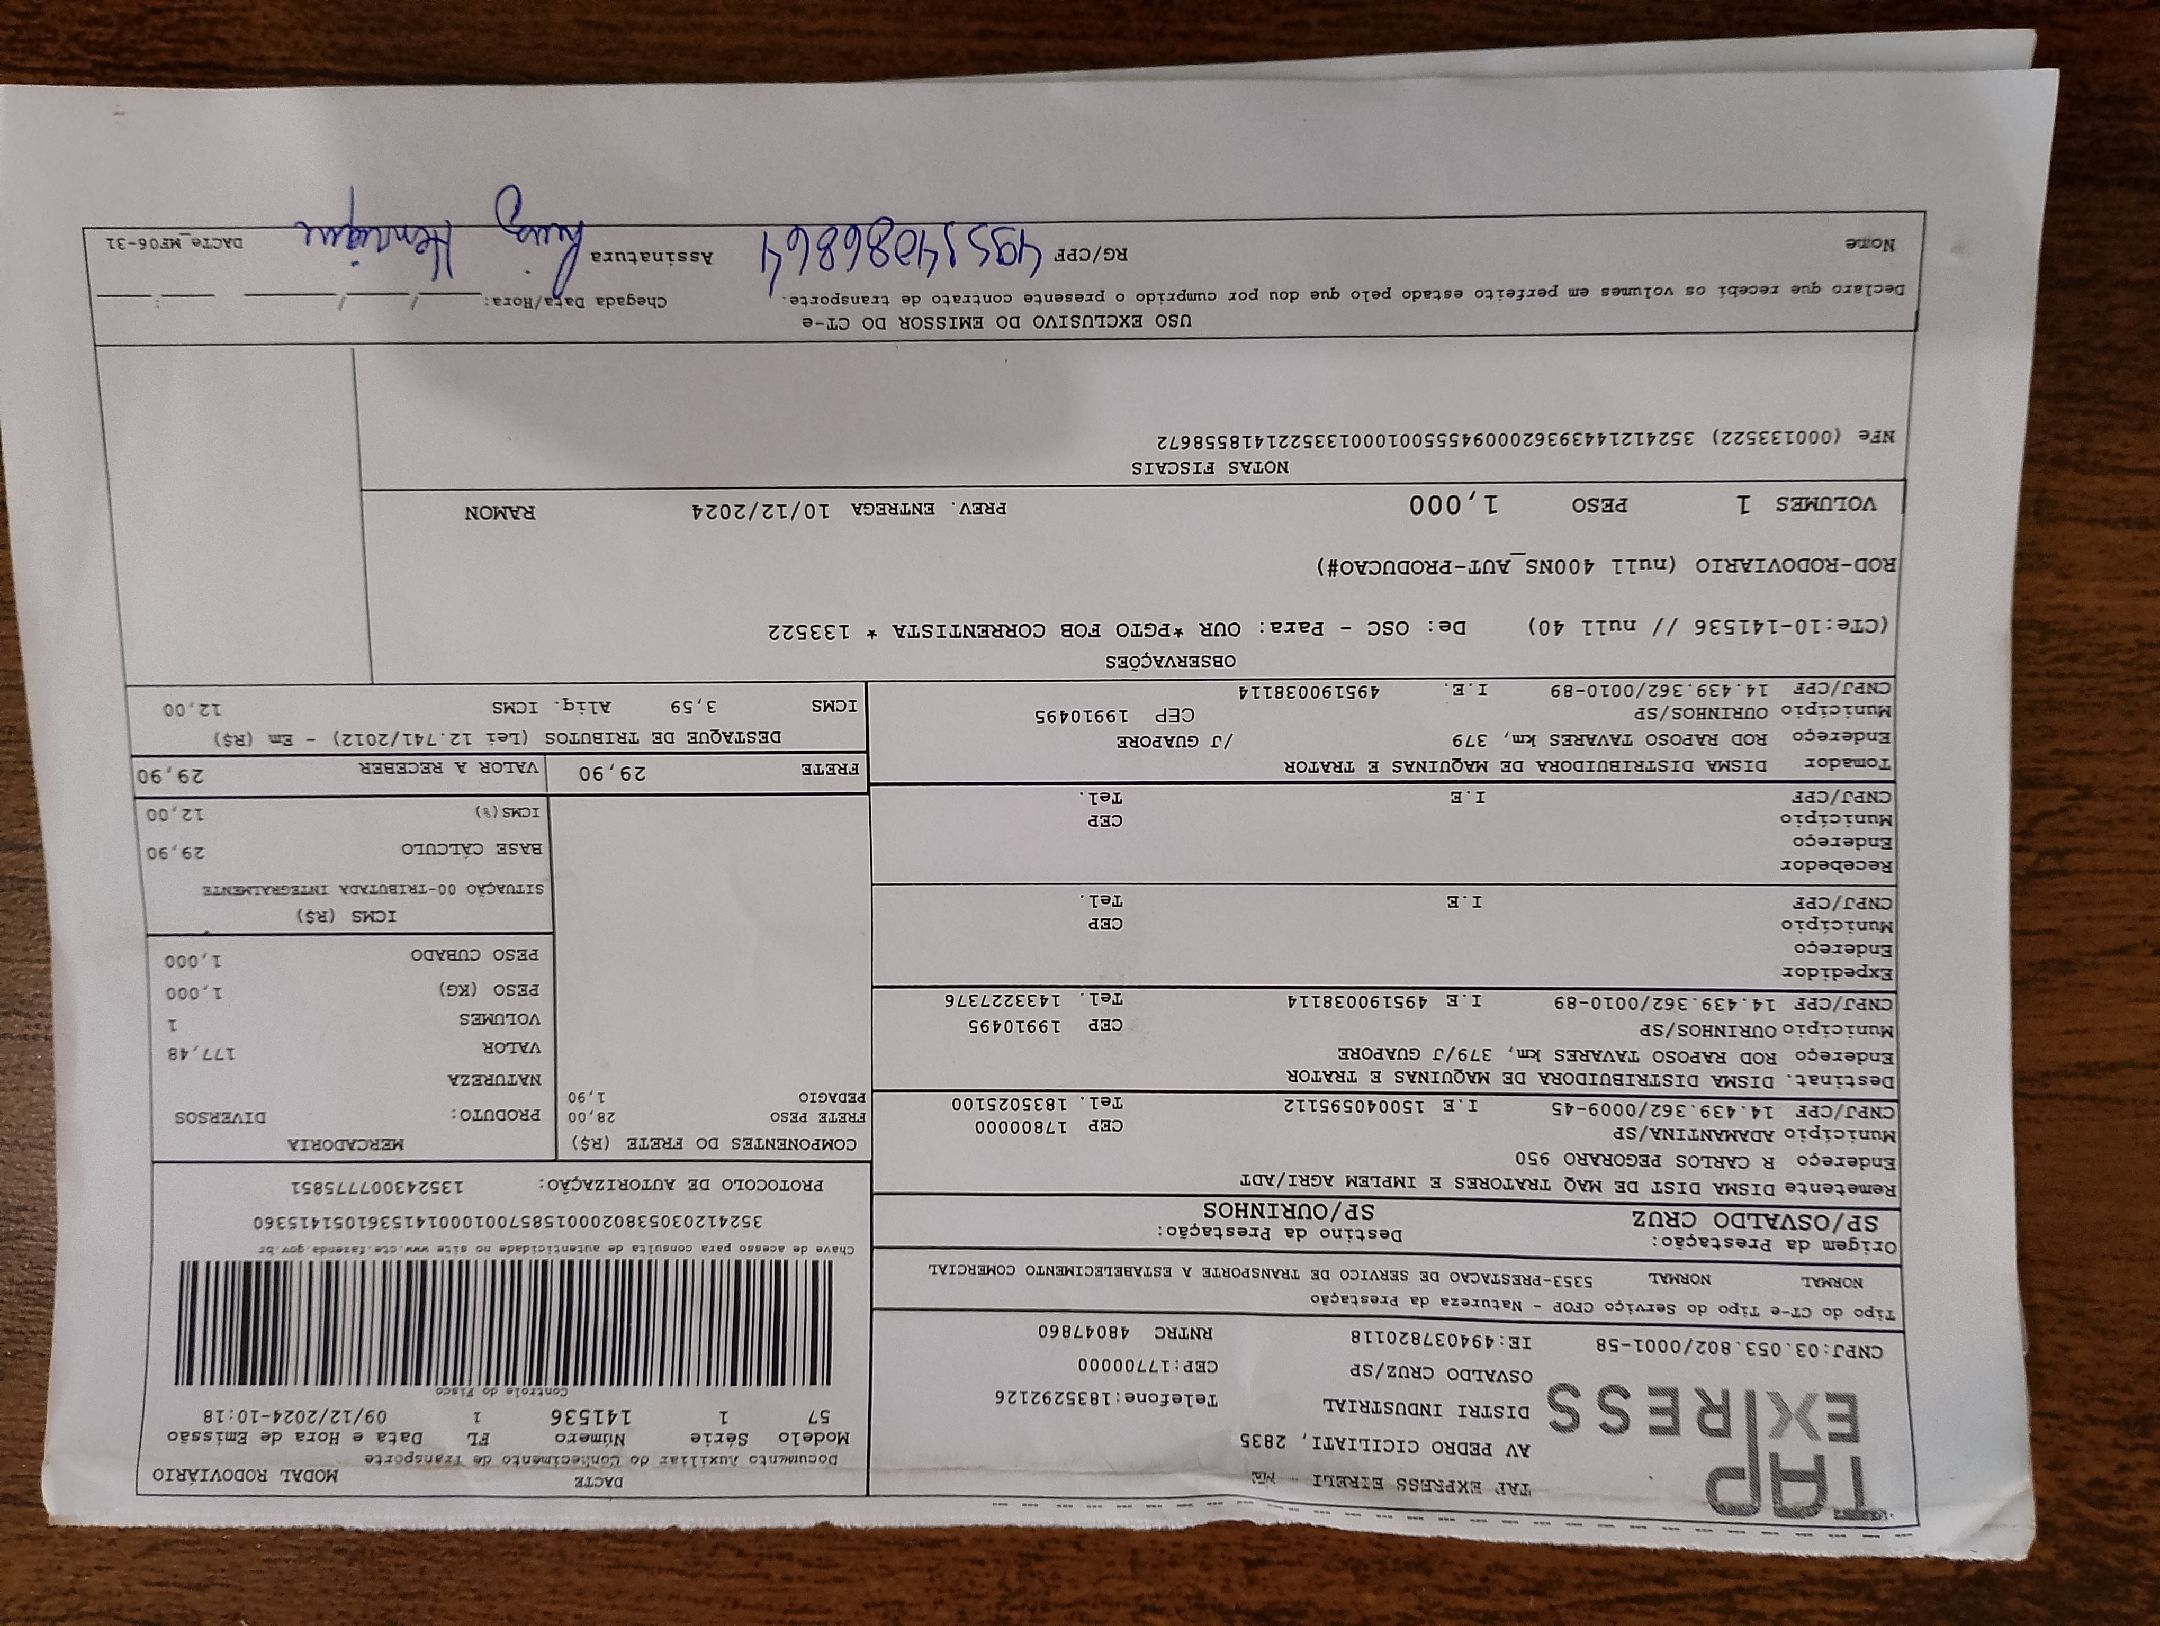 TAP EXPRESS
TAP EXPRESS EIRELI
AV PEDRO CICILIATI, 2835
DISTRI INDUSTRIAL Telefone:1835292126
OSVALDO CRUZ/SP CEP:17700000
CNPJ:03.053.802/0001-58 IE:494037820118 RNTRC 48047860
DACTE MODAL RODOVIÁRIO
Documento Auxiliar do Conhecimento de Transporte
Modelo Série Número FL Data e Hora de Emissão
57 1 141536 1 09/12/2024-10:18
Controle do Fisco
Chave de acesso para consulta de autenticidade no site www.cte.fazenda.gov.br
35241203053802000158570010001415361051415360
PROTOCOLO DE AUTORIZAÇÃO: 135243007775851
Tipo do CT-e Tipo do Serviço CFOP - Natureza da Prestação
NORMAL NORMAL 5353-PRESTACAO DE SERVICO DE TRANSPORTE A ESTABELECIMENTO COMERCIAL
Origem da Prestação: Destino da Prestação:
SP/OSVALDO CRUZ SP/OURINHOS
Remetente DISMA DIST DE MAQ TRATORES E IMPLEM AGRI/ADT
Endereço R CARLOS PEGORARO 950
Município ADAMANTINA/SP CEP 17800000
CNPJ/CPF 14.439.362/0009-45 I.E 150040595112 Tel. 1835025100
Destinat. DISMA DISTRIBUIDORA DE MAQUINAS E TRATOR
Endereço ROD RAPOSO TAVARES km, 379/J GUAPORE
Município OURINHOS/SP CEP 19910495
CNPJ/CPF 14.439.362/0010-89 I.E 495190038114 Tel. 1433227376
Expedidor
Endereço
Município CEP
CNPJ/CPF I.E Tel.
Recebedor
Endereço
Município CEP
CNPJ/CPF I.E Tel.
Tomador DISMA DISTRIBUIDORA DE MAQUINAS E TRATOR
Endereço ROD RAPOSO TAVARES km, 379 /J GUAPORE
Município OURINHOS/SP CEP 19910495
CNPJ/CPF 14.439.362/0010-89 I.E. 495190038114
COMPONENTES DO FRETE (R$)
FRETE PESO 28,00
PEDAGIO 1,90
MERCADORIA
PRODUTO: DIVERSOS
NATUREZA
VALOR 177,48
VOLUMES 1
PESO (KG) 1,000
PESO CUBADO 1,000
ICMS (R$)
SITUAÇÃO 00-TRIBUTADA INTEGRALMENTE
BASE CÁLCULO 29,90
ICMS(%) 12,00
FRETE 29,90 VALOR A RECEBER 29,90
DESTAQUE DE TRIBUTOS (Lei 12.741/2012) - Em (R$)
ICMS 3,59 Aliq. ICMS 12,00
OBSERVAÇÕES
(CTe:10-141536 // null 40) De: OSC - Para: OUR *PGTO FOB CORRENTISTA * 133522
ROD-RODOVIARIO (null 400NS_AUT-PRODUCAO#)
VOLUMES 1 PESO 1,000 PREV. ENTREGA 10/12/2024 RAMON
NOTAS FISCAIS
NFe (000133522) 35241214439362000945550010001335221418558672
USO EXCLUSIVO DO EMISSOR DO CT-e
Declaro que recebi os volumes em perfeito estado pelo que dou por cumprido o presente contrato de transporte. Chegada Data/Hora: ____/____/____ ___:___
Nome RG/CPF 49514086864 Assinatura Luiz Henrique DACTe_MF06-31